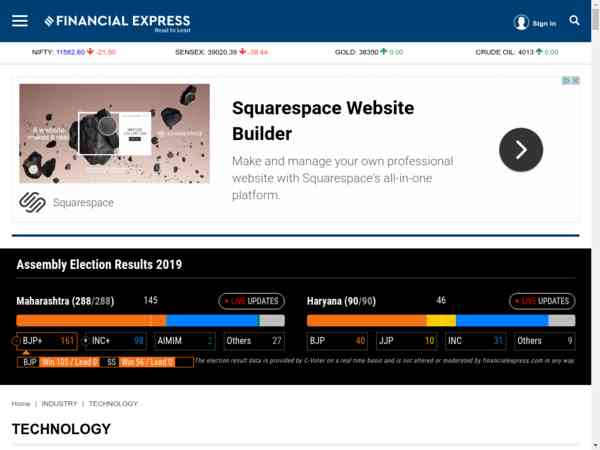 FINANCIAL EXPRESS
Read to Lead
Sign in
NIFTY: 11582.60 -21.50
SENSEX: 39020.39 -38.44
GOLD: 38350 0.00
CRUDE OIL: 4013 0.00
Squarespace Website
Builder
Make and manage your own professional
website with Squarespace's all-in-one
platform.
Squarespace
Assembly Election Results 2019
Maharashtra (288/288) 145 LIVE UPDATES
Haryana (90/90) 46 LIVE UPDATES
BJP+ 161 INC+ 98 AIMIM 2 Others 27
BJP 40 JJP 10 INC 31 Others 9
BJP Win 105 / Lead 0 SS Win 56 / Lead 0
The election result data is provided by C-Voter on a real time basis and is not altered or moderated by financialexpress.com in any way.
Home | INDUSTRY | TECHNOLOGY
TECHNOLOGY